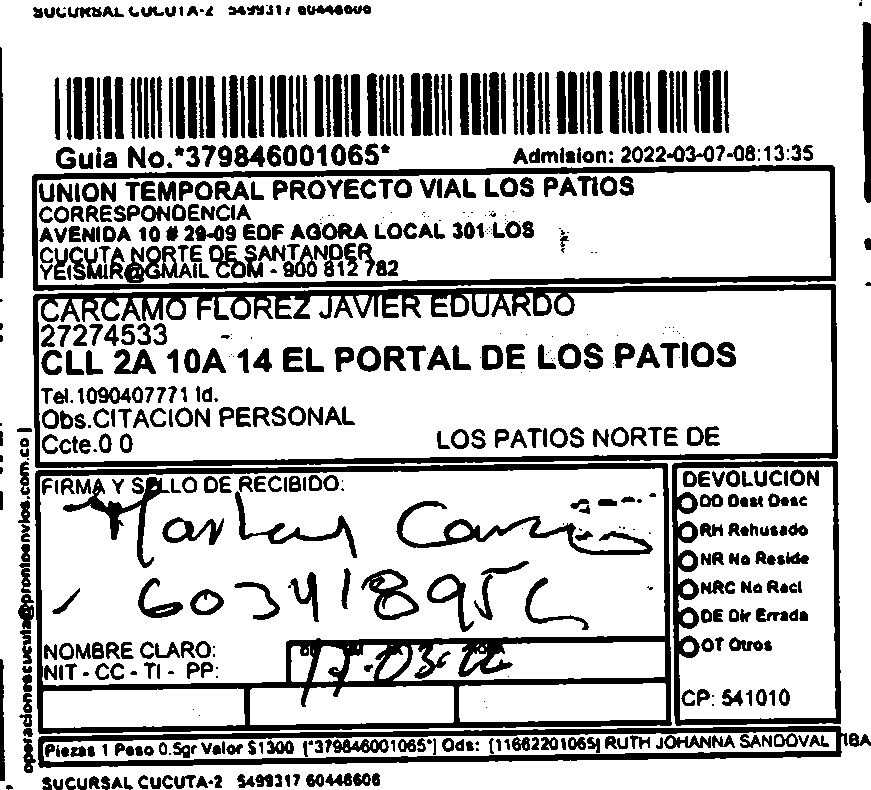 SUCURSAL CUCUTA-2 5499317 60446606
Guia No.*379846001065*
Admision: 2022-03-07-08:13:35
UNION TEMPORAL PROYECTO VIAL LOS PATIOS
CORRESPONDENCIA
AVENIDA 10 # 29-09 EDF AGORA LOCAL 301 LOS
CUCUTA NORTE DE SANTANDER
YEISMIR@GMAIL COM - 900 812 782
CARCAMO FLOREZ JAVIER EDUARDO
27274533
CLL 2A 10A 14 EL PORTAL DE LOS PATIOS
Tel.1090407771 Id.
Obs.CITACION PERSONAL
Ccte.0 0
LOS PATIOS NORTE DE
operacionescucuta@prontoenvios.com.co
FIRMA Y SELLO DE RECIBIDO:
NOMBRE CLARO:
NIT - CC - TI - PP:
DEVOLUCION
DD Dest Desc
RH Rehusado
NR No Reside
NRC No Recl
DE Dir Errada
OT Otros
CP: 541010
Piezas 1 Peso 0.5gr Valor $1300 [*379846001065*] Ods: [11662201065] RUTH JOHANNA SANDOVAL
SUCURSAL CUCUTA-2 5499317 60446606